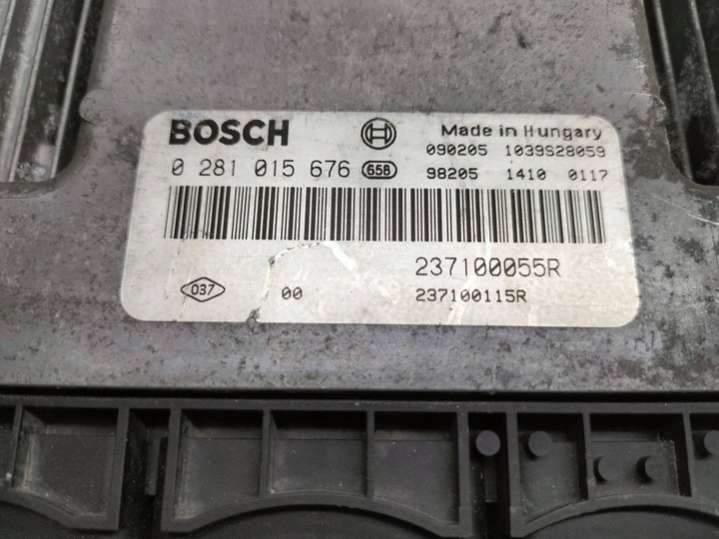 BOSCH
Made in Hungary
090205 1039S28059
0 281 015 676 658
98205 1410 0117
237100055R
037 00 237100115R